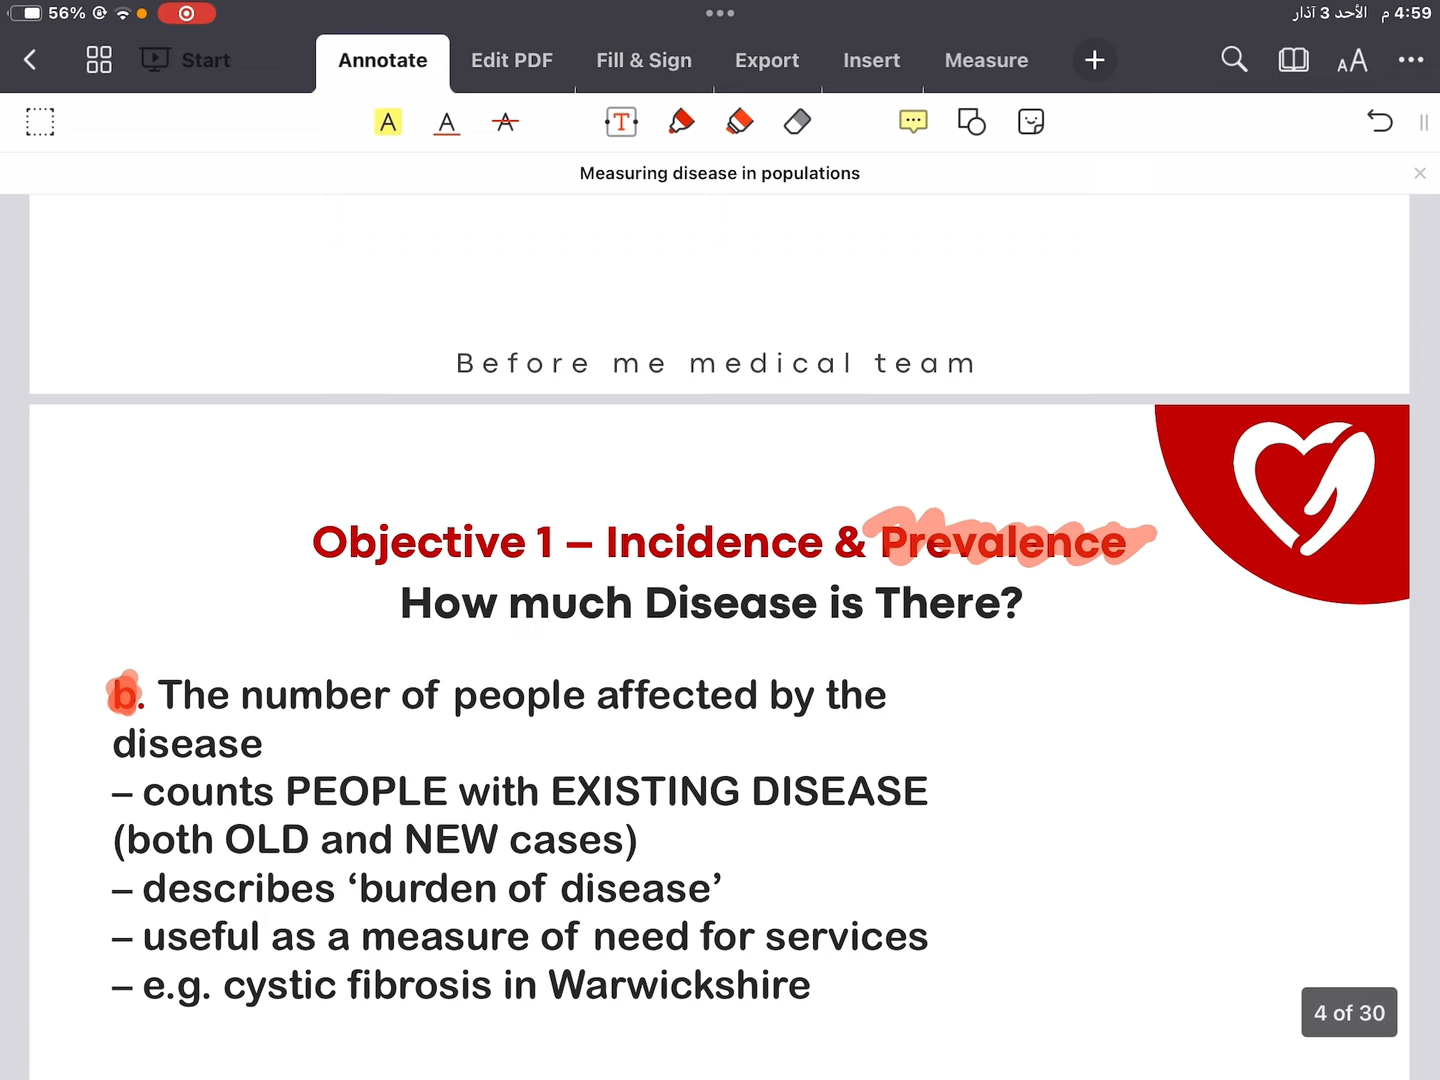 56%
الأحد 3 آذار 4:59 م
Start
Annotate
Edit PDF
Fill & Sign
Export
Insert
Measure
AA
A
A
A
T
Measuring disease in populations
Before me medical team
Objective 1 – Incidence & Prevalence
How much Disease is There?
b. The number of people affected by the
disease
– counts PEOPLE with EXISTING DISEASE
(both OLD and NEW cases)
– describes ‘burden of disease’
– useful as a measure of need for services
– e.g. cystic fibrosis in Warwickshire
4 of 30